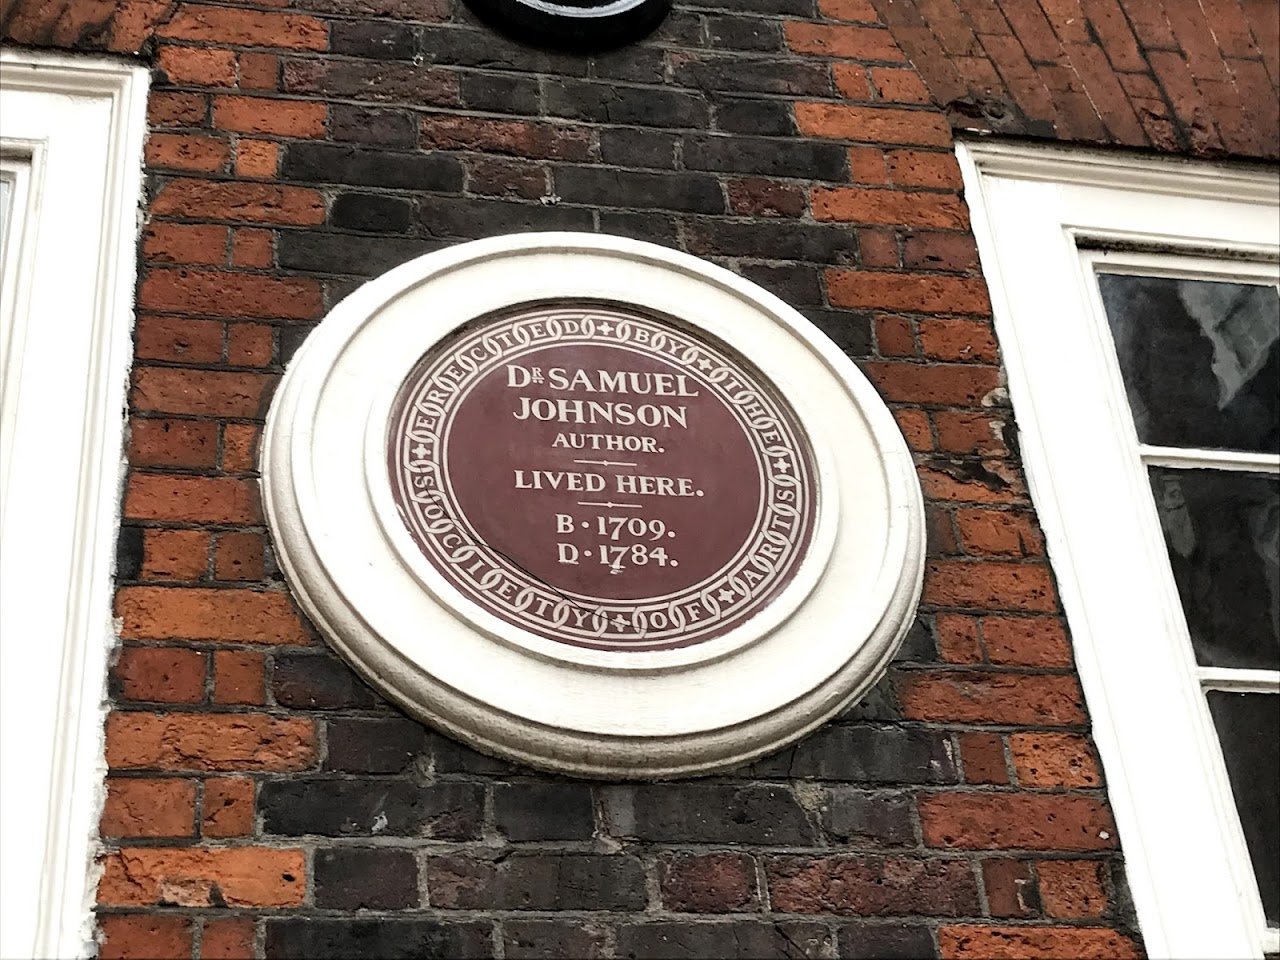 DR SAMUEL
JOHNSON
AUTHOR.
LIVED HERE.
B·1709.
D·1784.
ERECTED BY THE SOCIETY OF ARTS